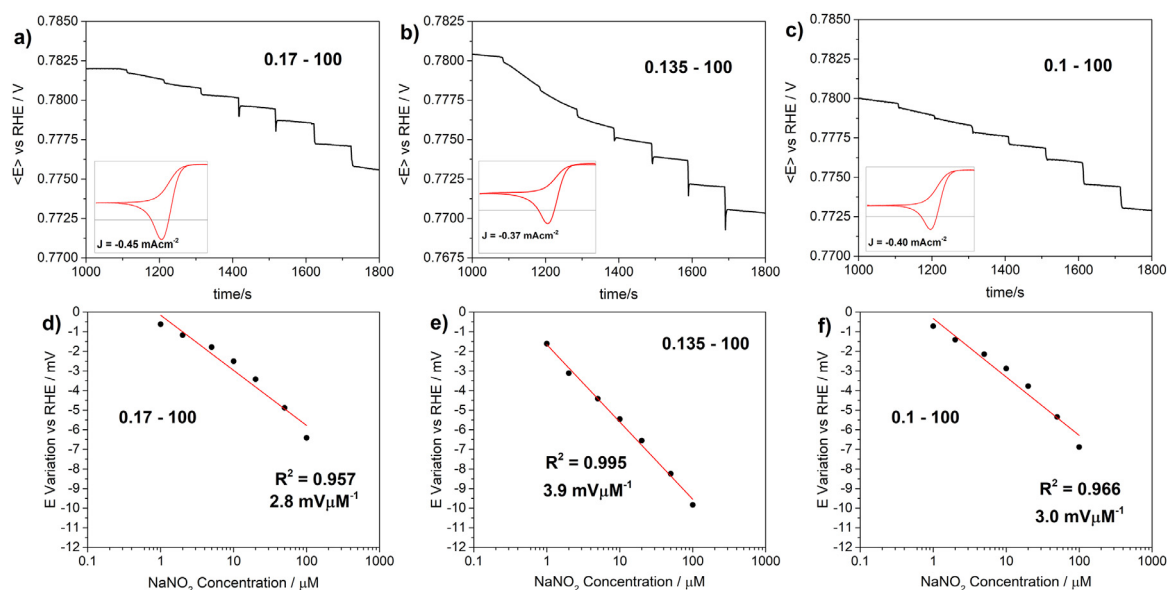 a)
0.17 - 100
<E> vs RHE / V
0.7850
0.7825
0.7800
0.7775
0.7750
0.7725
0.7700
J = -0.45 mAcm⁻²
1000 1200 1400 1600 1800
time/s
b)
0.135 - 100
<E> vs RHE / V
0.7825
0.7800
0.7775
0.7750
0.7725
0.7700
0.7675
J = -0.37 mAcm⁻²
1000 1200 1400 1600 1800
time/s
c)
0.1 - 100
<E> vs RHE / V
0.7850
0.7825
0.7800
0.7775
0.7750
0.7725
0.7700
J = -0.40 mAcm⁻²
1000 1200 1400 1600 1800
time/s
d)
E Variation vs RHE / mV
0
-1
-2
-3
-4
-5
-6
-7
-8
-9
-10
-11
-12
0.17 - 100
R² = 0.957
2.8 mVμM⁻¹
0.1 1 10 100 1000
NaNO₂ Concentration / μM
e)
0.135 - 100
E Variation vs RHE / mV
0
-1
-2
-3
-4
-5
-6
-7
-8
-9
-10
-11
-12
R² = 0.995
3.9 mVμM⁻¹
0.1 1 10 100 1000
NaNO₂ Concentration / μM
f)
0.1 - 100
E Variation vs RHE / mV
0
-1
-2
-3
-4
-5
-6
-7
-8
-9
-10
-11
-12
R² = 0.966
3.0 mVμM⁻¹
0.1 1 10 100 1000
NaNO₂ Concentration / μM